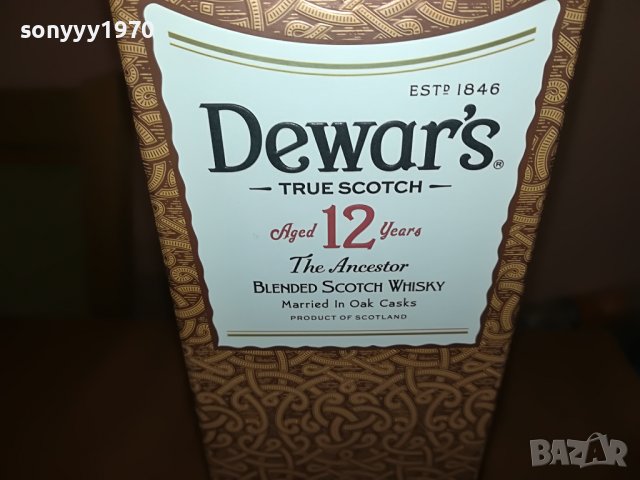 sonyyy1970
ESTD 1846
Dewar's®
TRUE SCOTCH
Aged 12 Years
The Ancestor
BLENDED SCOTCH WHISKY
Married In Oak Casks
PRODUCT OF SCOTLAND
BAZAR